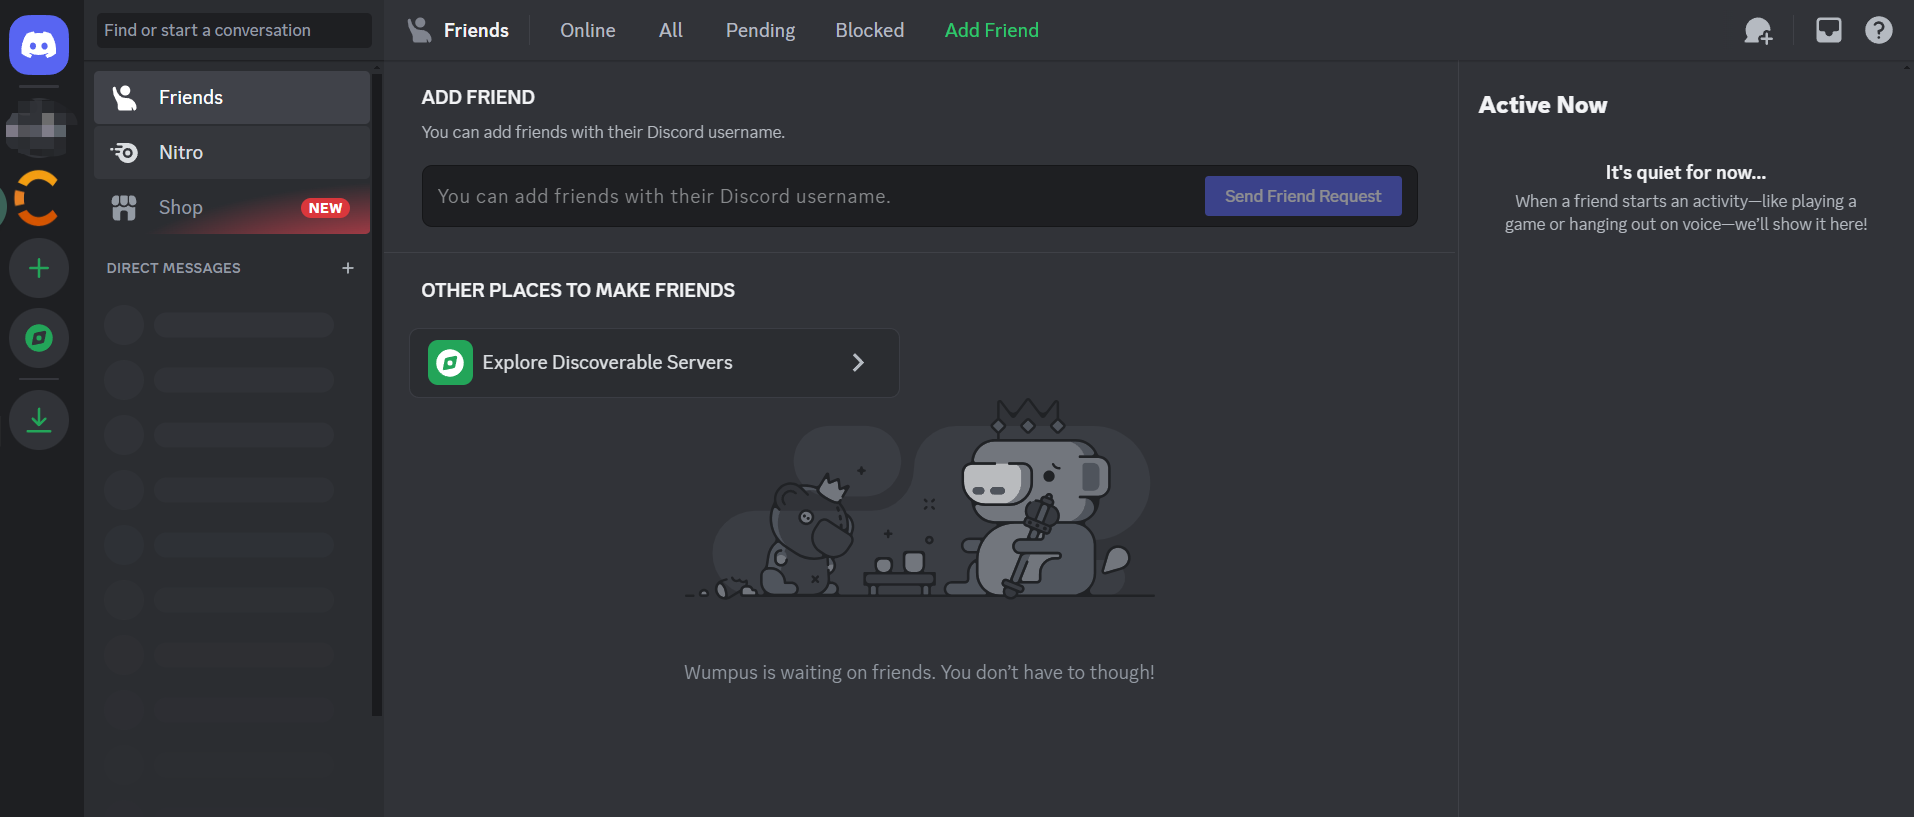 Find or start a conversation
Friends
Online
All
Pending
Blocked
Add Friend
Friends
Nitro
Shop
NEW
DIRECT MESSAGES
ADD FRIEND
You can add friends with their Discord username.
You can add friends with their Discord username.
Send Friend Request
OTHER PLACES TO MAKE FRIENDS
Explore Discoverable Servers
Wumpus is waiting on friends. You don’t have to though!
Active Now
It's quiet for now...
When a friend starts an activity—like playing a
game or hanging out on voice—we’ll show it here!